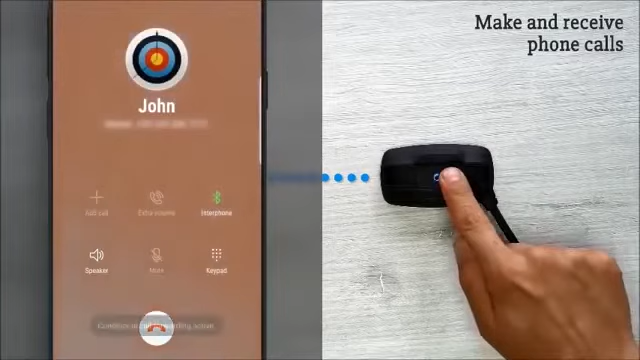 Make and receive
phone calls
John
Add call
Extra volume
Interphone
Speaker
Mute
Keypad